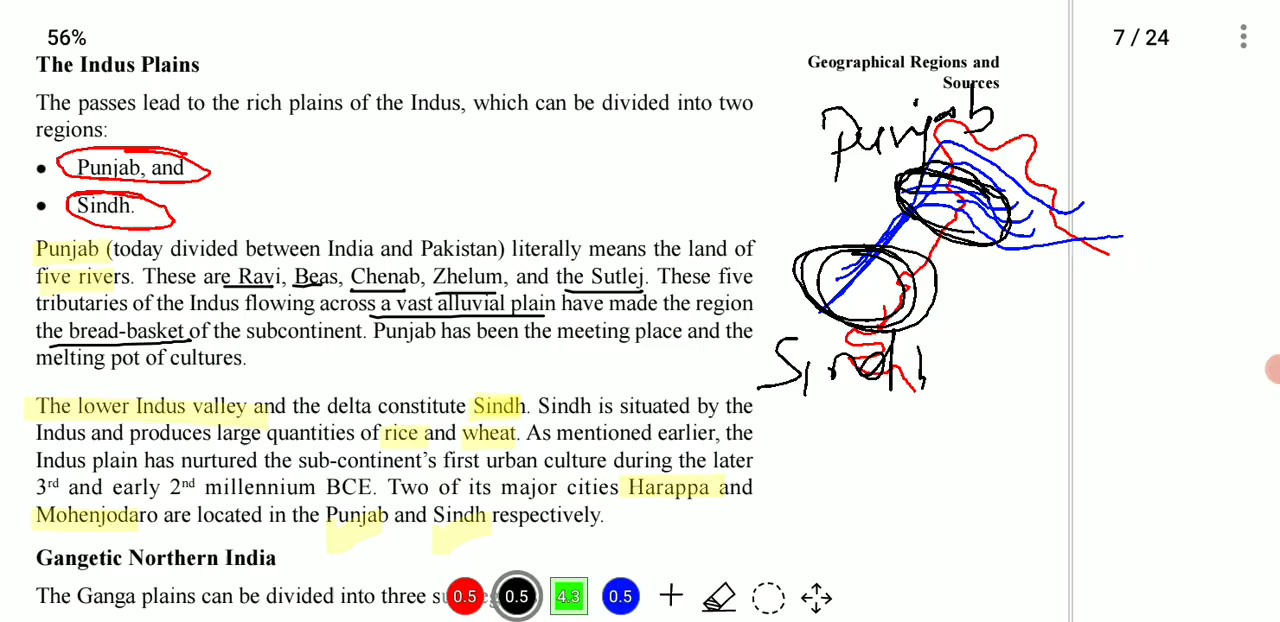 56%
7 / 24
The Indus Plains
Geographical Regions and
Sources
The passes lead to the rich plains of the Indus, which can be divided into two
regions:
• Punjab, and
• Sindh.
Punjab
Punjab (today divided between India and Pakistan) literally means the land of
five rivers. These are Ravi, Beas, Chenab, Zhelum, and the Sutlej. These five
tributaries of the Indus flowing across a vast alluvial plain have made the region
the bread-basket of the subcontinent. Punjab has been the meeting place and the
melting pot of cultures.
Sindh
The lower Indus valley and the delta constitute Sindh. Sindh is situated by the
Indus and produces large quantities of rice and wheat. As mentioned earlier, the
Indus plain has nurtured the sub-continent's first urban culture during the later
3rd and early 2nd millennium BCE. Two of its major cities Harappa and
Mohenjodaro are located in the Punjab and Sindh respectively.
Gangetic Northern India
The Ganga plains can be divided into three
0.5 0.5 4.3 0.5